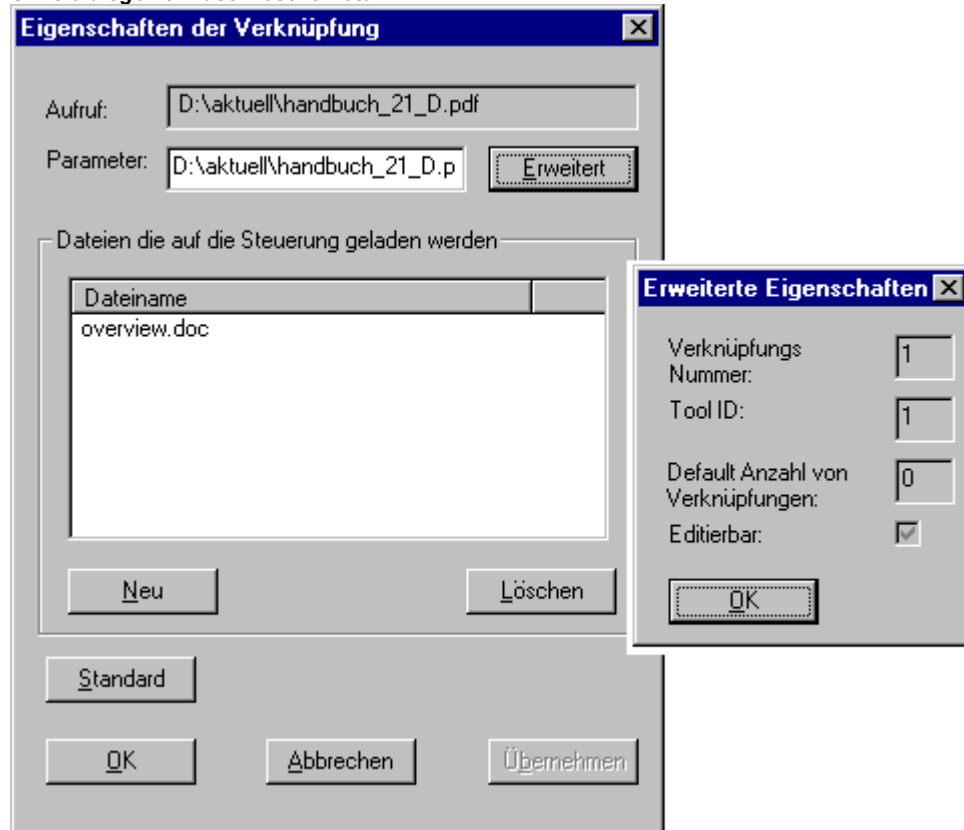 Eigenschaften der Verknüpfung
Aufruf:
D:\aktuell\handbuch_21_D.pdf
Parameter:
D:\aktuell\handbuch_21_D.p
Erweitert
Dateien die auf die Steuerung geladen werden
Dateiname
overview.doc
Neu
Löschen
Standard
OK
Abbrechen
Übernehmen
Erweiterte Eigenschaften
Verknüpfungs
Nummer:
1
Tool ID:
1
Default Anzahl von
Verknüpfungen:
0
Editierbar:
OK